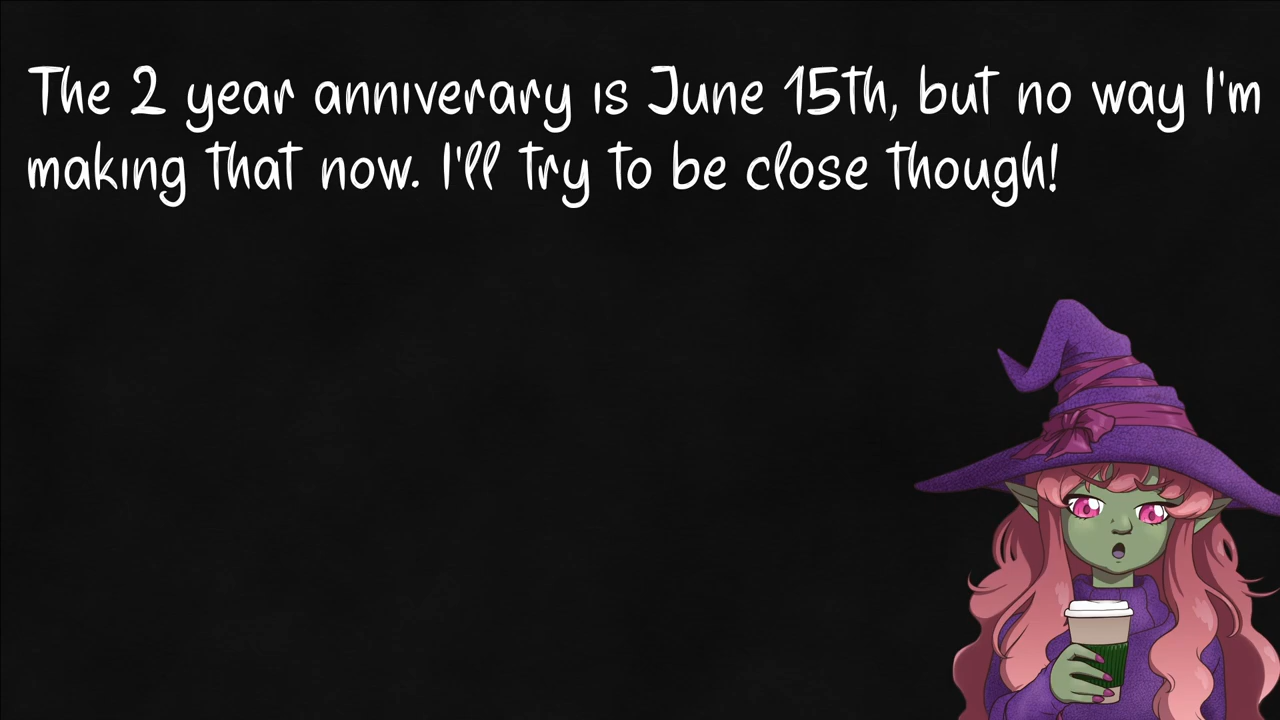 The 2 year anniverary is June 15th, but no way I'm
making that now. I'll try to be close though!